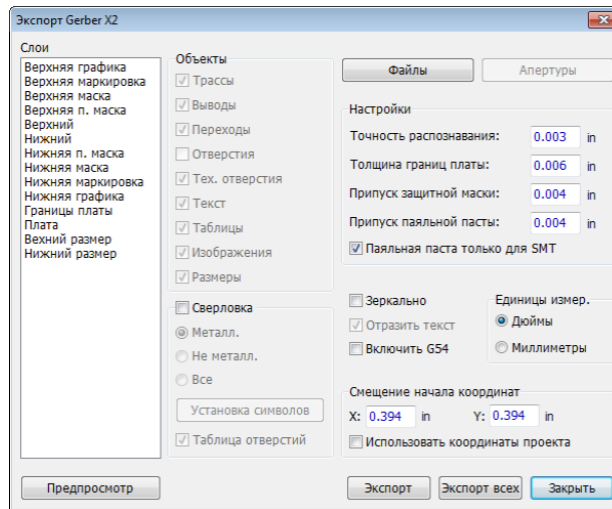 Экспорт Gerber X2
Слои
Верхняя графика
Верхняя маркировка
Верхняя маска
Верхняя п. маска
Верхний
Нижний
Нижняя п. маска
Нижняя маска
Нижняя маркировка
Нижняя графика
Границы платы
Плата
Вехний размер
Нижний размер
Объекты
Трассы
Выводы
Переходы
Отверстия
Тех. отверстия
Текст
Таблицы
Изображения
Размеры
Сверловка
Металл.
Не металл.
Все
Установка символов
Таблица отверстий
Файлы
Апертуры
Настройки
Точность распознавания: 0.003 in
Толщина границ платы: 0.006 in
Припуск защитной маски: 0.004 in
Припуск паяльной пасты: 0.004 in
Паяльная паста только для SMT
Зеркально
Отразить текст
Включить G54
Единицы измер.
Дюймы
Миллиметры
Смещение начала координат
X: 0.394 in Y: 0.394 in
Использовать координаты проекта
Предпросмотр
Экспорт
Экспорт всех
Закрыть